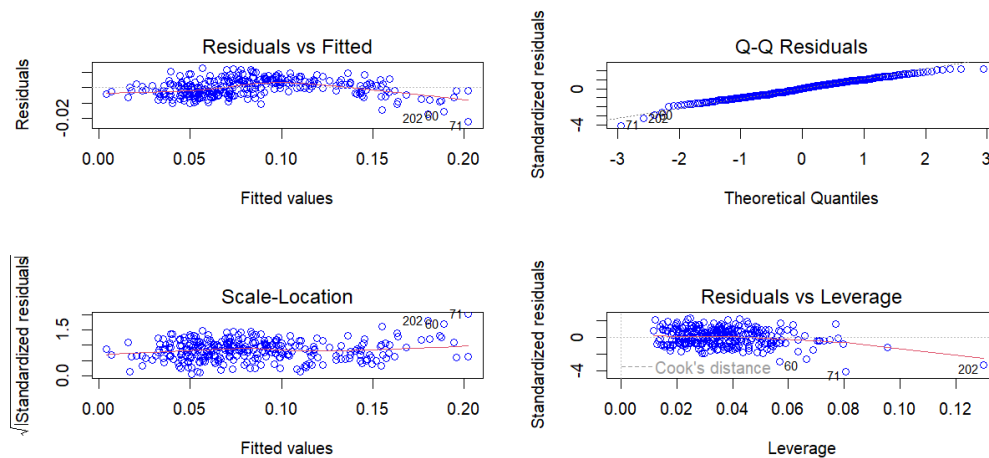 Residuals vs Fitted
Residuals
-0.02
202
60
71
0.00 0.05 0.10 0.15 0.20
Fitted values
Q-Q Residuals
Standardized residuals
0
-4
71
202
60
-3 -2 -1 0 1 2 3
Theoretical Quantiles
Scale-Location
√|Standardized residuals|
1.5
0.0
202
60
71
0.00 0.05 0.10 0.15 0.20
Fitted values
Residuals vs Leverage
Standardized residuals
0
-4
Cook's distance
60
71
202
0.00 0.02 0.04 0.06 0.08 0.10 0.12
Leverage